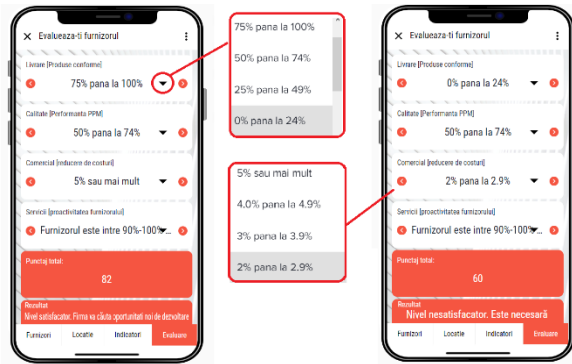 Evalueaza-ti furnizorul
Livrare [Produse conforme]
75% pana la 100%
Calitate [Performanta PPM]
50% pana la 74%
Comercial [reducere de costuri]
5% sau mai mult
Servicii [proactivitatea furnizorului]
Furnizorul este intre 90%-100%...
Punctaj total:
82
Rezultat
Nivel satisfacator. Firma va căuta oportunitati noi de dezvoltare
Furnizori Locatie Indicatori Evaluare
75% pana la 100%
50% pana la 74%
25% pana la 49%
0% pana la 24%
5% sau mai mult
4.0% pana la 4.9%
3% pana la 3.9%
2% pana la 2.9%
Evalueaza-ti furnizorul
Livrare [Produse conforme]
0% pana la 24%
Calitate [Performanta PPM]
50% pana la 74%
Comercial [reducere de costuri]
2% pana la 2.9%
Servicii [proactivitatea furnizorului]
Furnizorul este intre 90%-100%...
Punctaj total:
60
Rezultat
Nivel nesatisfacator. Este necesară
Furnizori Locatie Indicatori Evaluare